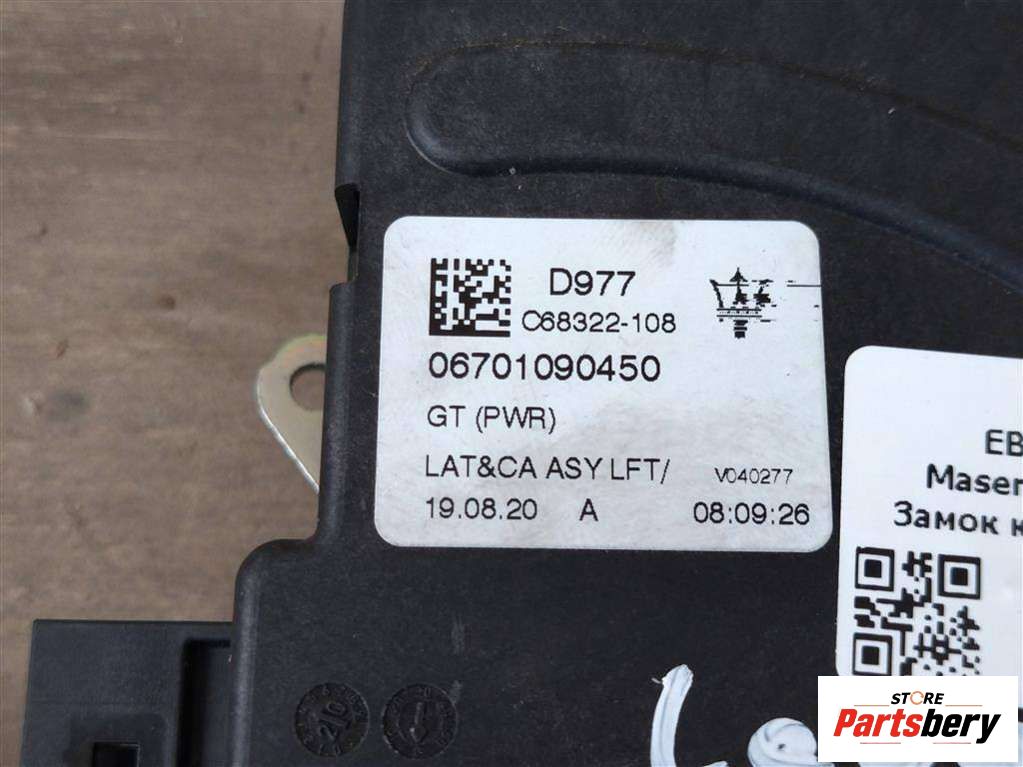 D977
C68322-108
06701090450
GT (PWR)
LAT&CA ASY LFT/ V040277
19.08.20 A 08:09:26
EB
Maser
Замок к
STORE
Partsbery